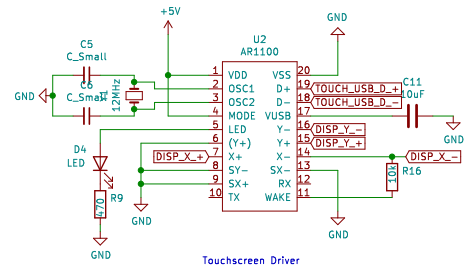 +5V
GND
C5
C_Small
C6
C_Small
GND
12MHz
U2
AR1100
1 VDD VSS 20
2 OSC1 D+ 19 TOUCH_USB_D_+
3 OSC2 D- 18 TOUCH_USB_D_-
4 MODE VUSB 17
5 LED Y- 16 DISP_Y_-
6 (Y+) Y+ 15 DISP_Y_+
DISP_X_+ 7 X+ X- 14 DISP_X_-
8 SY- SX- 13
9 SX+ RX 12
10 TX WAKE 11
C11
10uF
GND
D4
LED
R9
470
GND
GND
10k
R16
GND
Touchscreen Driver